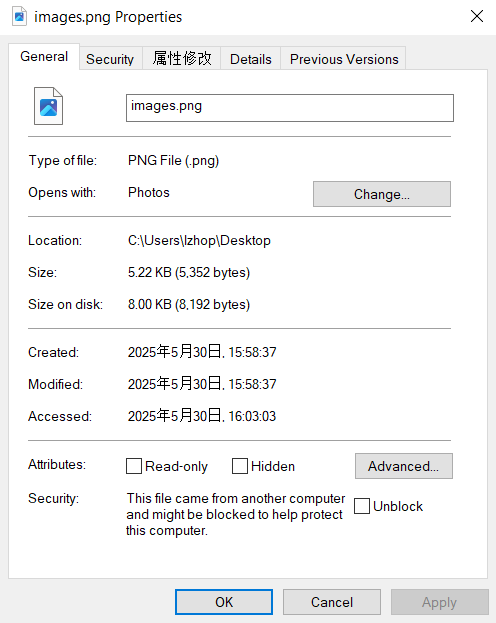 images.png Properties
General Security 属性修改 Details Previous Versions
images.png
Type of file: PNG File (.png)
Opens with: Photos Change...
Location: C:\Users\lzhop\Desktop
Size: 5.22 KB (5,352 bytes)
Size on disk: 8.00 KB (8,192 bytes)
Created: 2025年5月30日, 15:58:37
Modified: 2025年5月30日, 15:58:37
Accessed: 2025年5月30日, 16:03:03
Attributes: Read-only Hidden Advanced...
Security: This file came from another computer
and might be blocked to help protect Unblock
this computer.
OK Cancel Apply